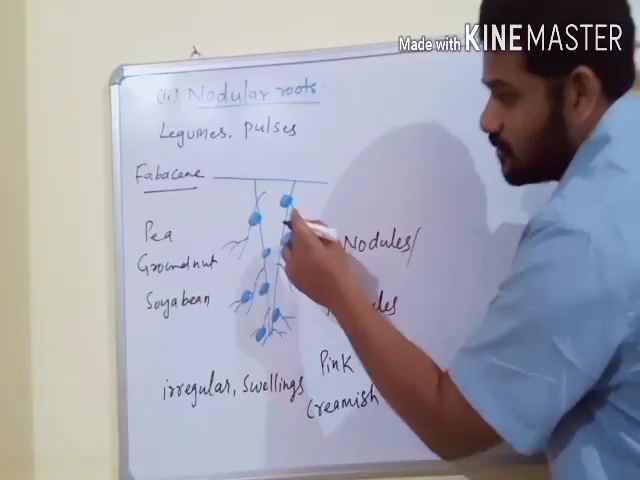 Made with KINEMASTER
(ii) Nodular roots.
Legumes, pulses
Fabaceae
Pea
Groundnut
Soyabean
Nodules/
irregular, Swellings
Pink
Creamish